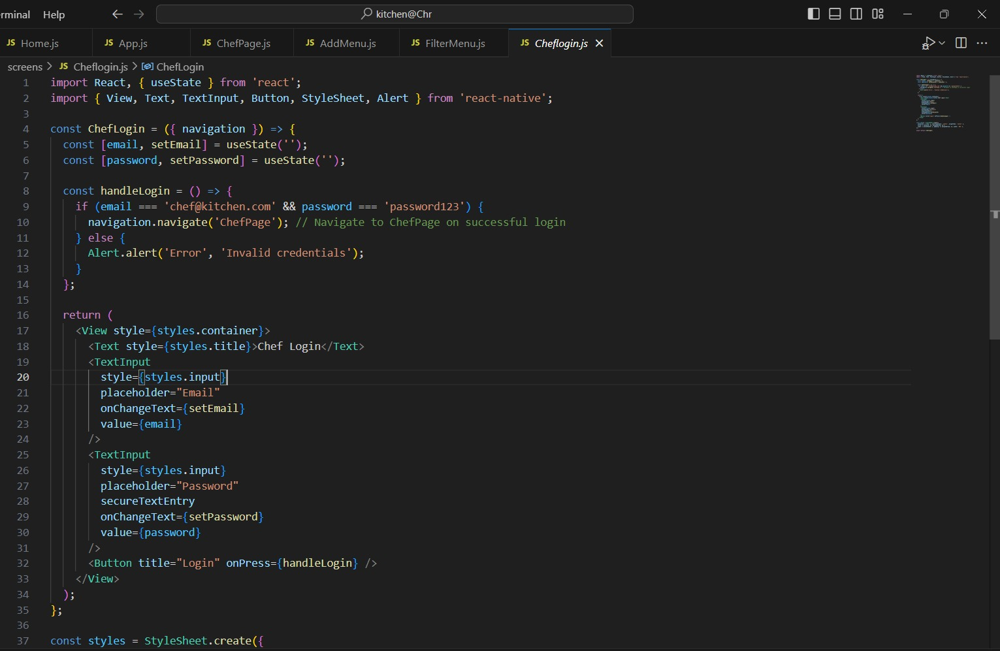 rminal Help ← → kitchen@Chr
JS Home.js JS App.js JS ChefPage.js JS AddMenu.js JS FilterMenu.js JS Cheflogin.js
screens > JS Cheflogin.js > ChefLogin
1 import React, { useState } from 'react';
2 import { View, Text, TextInput, Button, StyleSheet, Alert } from 'react-native';
3
4 const ChefLogin = ({ navigation }) => {
5 const [email, setEmail] = useState('');
6 const [password, setPassword] = useState('');
7
8 const handleLogin = () => {
9 if (email === 'chef@kitchen.com' && password === 'password123') {
10 navigation.navigate('ChefPage'); // Navigate to ChefPage on successful login
11 } else {
12 Alert.alert('Error', 'Invalid credentials');
13 }
14 };
15
16 return (
17 <View style={styles.container}>
18 <Text style={styles.title}>Chef Login</Text>
19 <TextInput
20 style={styles.input}
21 placeholder="Email"
22 onChangeText={setEmail}
23 value={email}
24 />
25 <TextInput
26 style={styles.input}
27 placeholder="Password"
28 secureTextEntry
29 onChangeText={setPassword}
30 value={password}
31 />
32 <Button title="Login" onPress={handleLogin} />
33 </View>
34 );
35 };
36
37 const styles = StyleSheet.create({